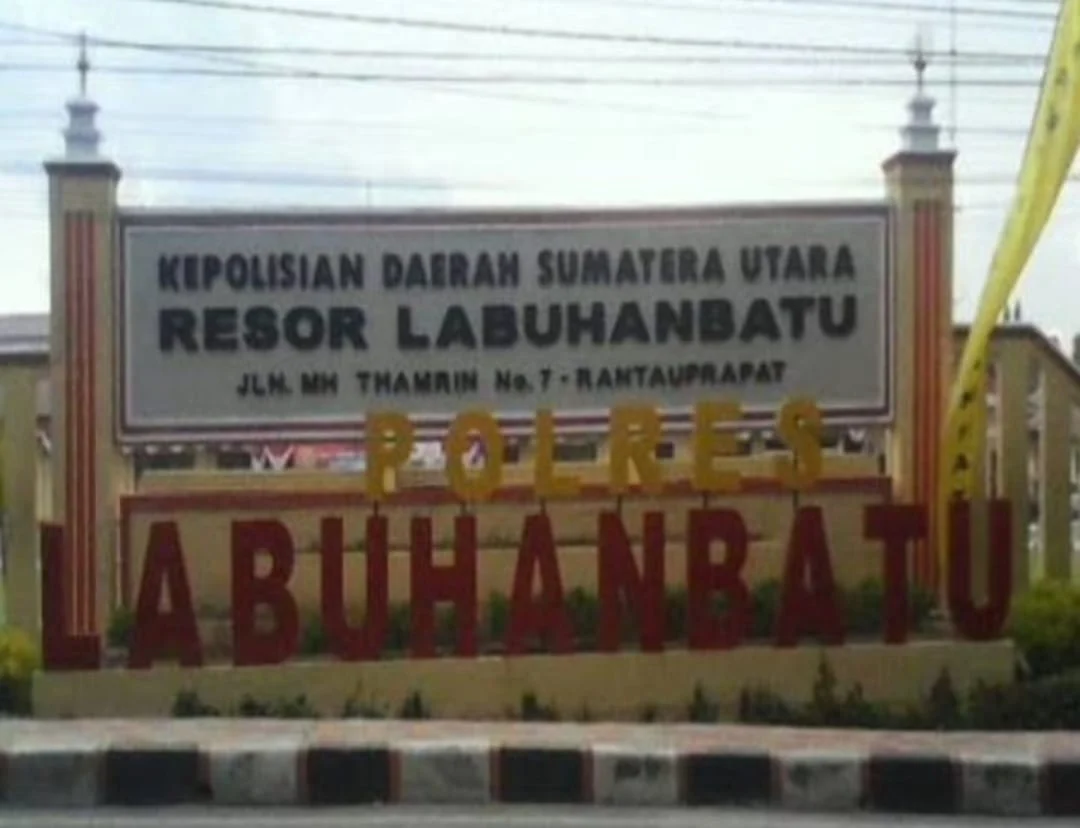 KEPOLISIAN DAERAH SUMATERA UTARA
RESOR LABUHANBATU
JLN. MH THAMRIN No. 7 - RANTAUPRAPAT
POLRES
LABUHANBATU